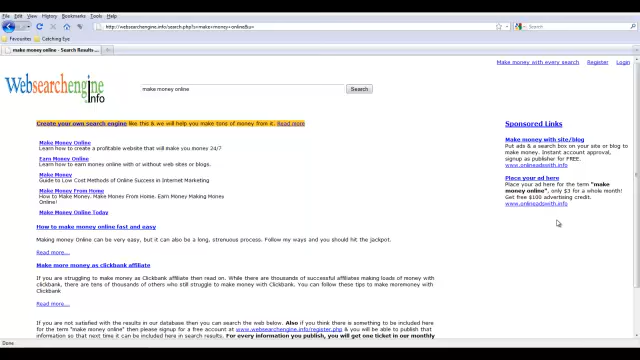 File Edit View History Bookmarks Tools Help
http://websearchengine.info/search.php?s=make+money+online&u=
Search
Favourites Catching Eye
make money online - Search Results ...
Make money with every search Register Login
Websearchengine
.Info
make money online
Search
Create your own search engine like this & we will help you make tons of money from it. Read more
Make Money Online
Learn how to create a profitable website that will make you money 24/7
Earn Money Online
Learn how to earn money online with or without web sites or blogs.
Make Money
Guide to Low Cost Methods of Online Success in Internet Marketing
Make Money From Home
How to Make Money. Make Money From Home. Earn Money Making Money
Online!
Make Money Online Today
How to make money online fast and easy
Making money Online can be very easy, but it can also be a long, strenuous process. Follow my ways and you should hit the jackpot.
Read more...
Make more money as clickbank affiliate
If you are struggling to make money as Clickbank affiliate then read on. While there are thousands of successful affiliates making loads of money with
clickbank, there are tens of thousands of others who still struggle to make money with Clickbank. You can follow these tips to make moremoney with
Clickbank
Read more...
If you are not satisfied with the results in our database then you can search the web below. Also if you think there is something to be included here
for the term "make money online" then please signup for a free account at www.websearchengine.info/register.php & you will be able to publish that
information so that next time it can be included here in search results. For every information you publish, you will get one ticket in our monthly
Sponsored Links
Make money with site/blog
Put ads & a search box on your site or blog to
make money. Instant account approval,
signup as publisher for FREE.
www.onlineadswith.info
Place your ad here
Place your ad here for the term "make
money online", only $3 for a whole month!
Get free $100 advertising credit.
www.onlineadswith.info
Done